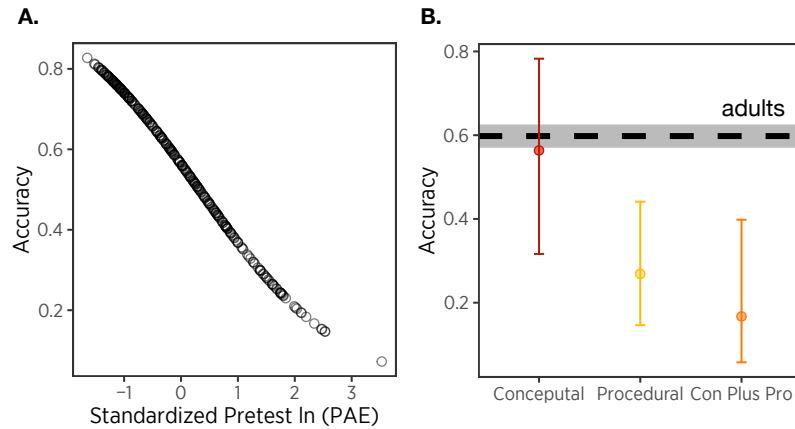 A.
0.8
0.6
0.4
0.2
Accuracy
−1 0 1 2 3
Standardized Pretest ln (PAE)
B.
0.8
0.6
0.4
0.2
Accuracy
adults
Conceputal Procedural Con Plus Pro